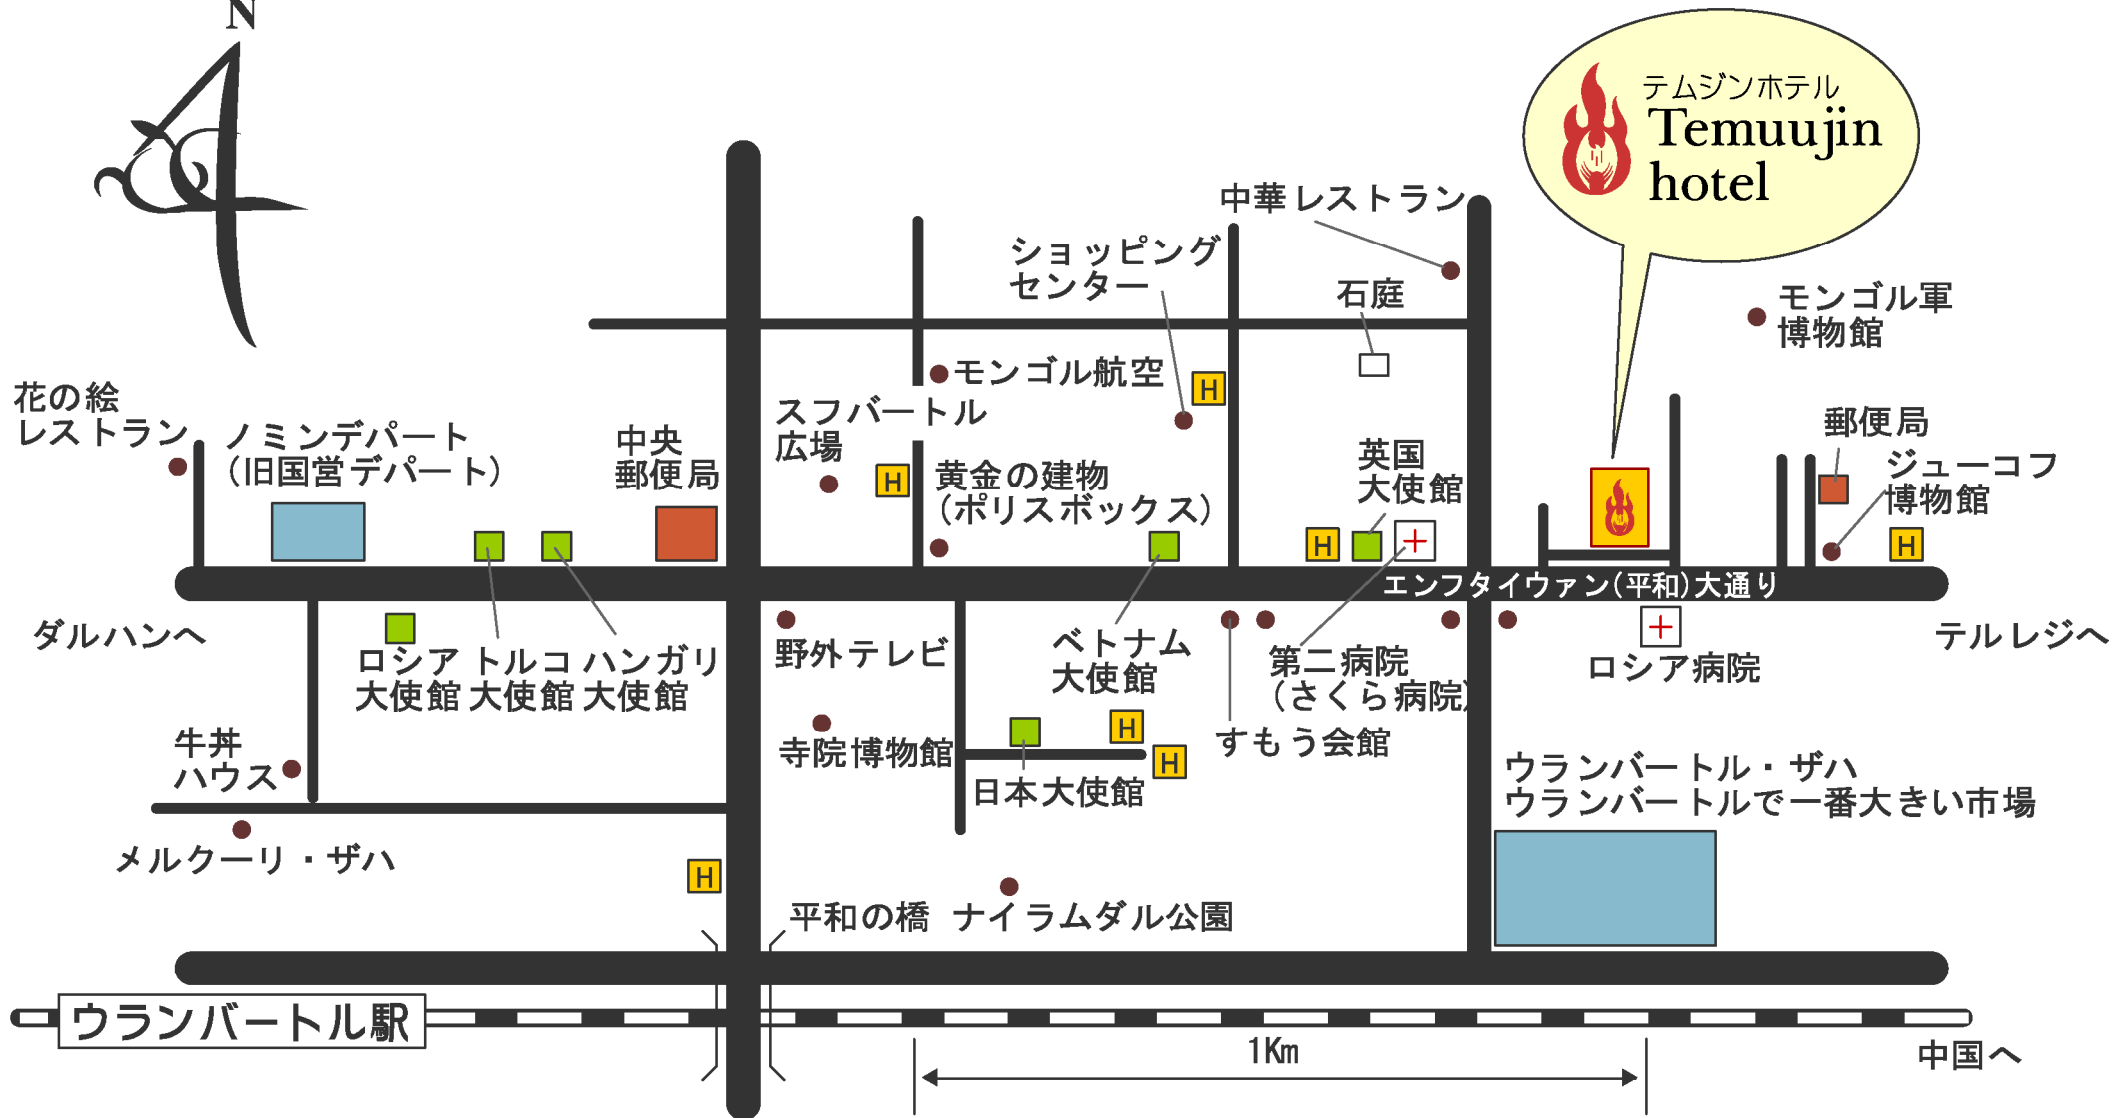 N
テムジンホテル
Temuujin
hotel
中華レストラン
ショッピング
センター
石庭
モンゴル軍
博物館
モンゴル航空
H
花の絵
レストラン
ノミンデパート
（旧国営デパート）
中央
郵便局
スフバートル
広場
H
黄金の建物
（ポリスボックス）
英国
大使館
郵便局
ジューコフ
博物館
H
H
エンフタイウァン（平和）大通り
ダルハンへ
ロシア
大使館
トルコ
大使館
ハンガリ
大使館
野外テレビ
ベトナム
大使館
第二病院
（さくら病院）
ロシア病院
テルレジへ
寺院博物館
H
H
すもう会館
牛丼
ハウス
日本大使館
ウランバートル・ザハ
ウランバートルで一番大きい市場
メルクーリ・ザハ
H
平和の橋
ナイラムダル公園
ウランバートル駅
1Km
中国へ